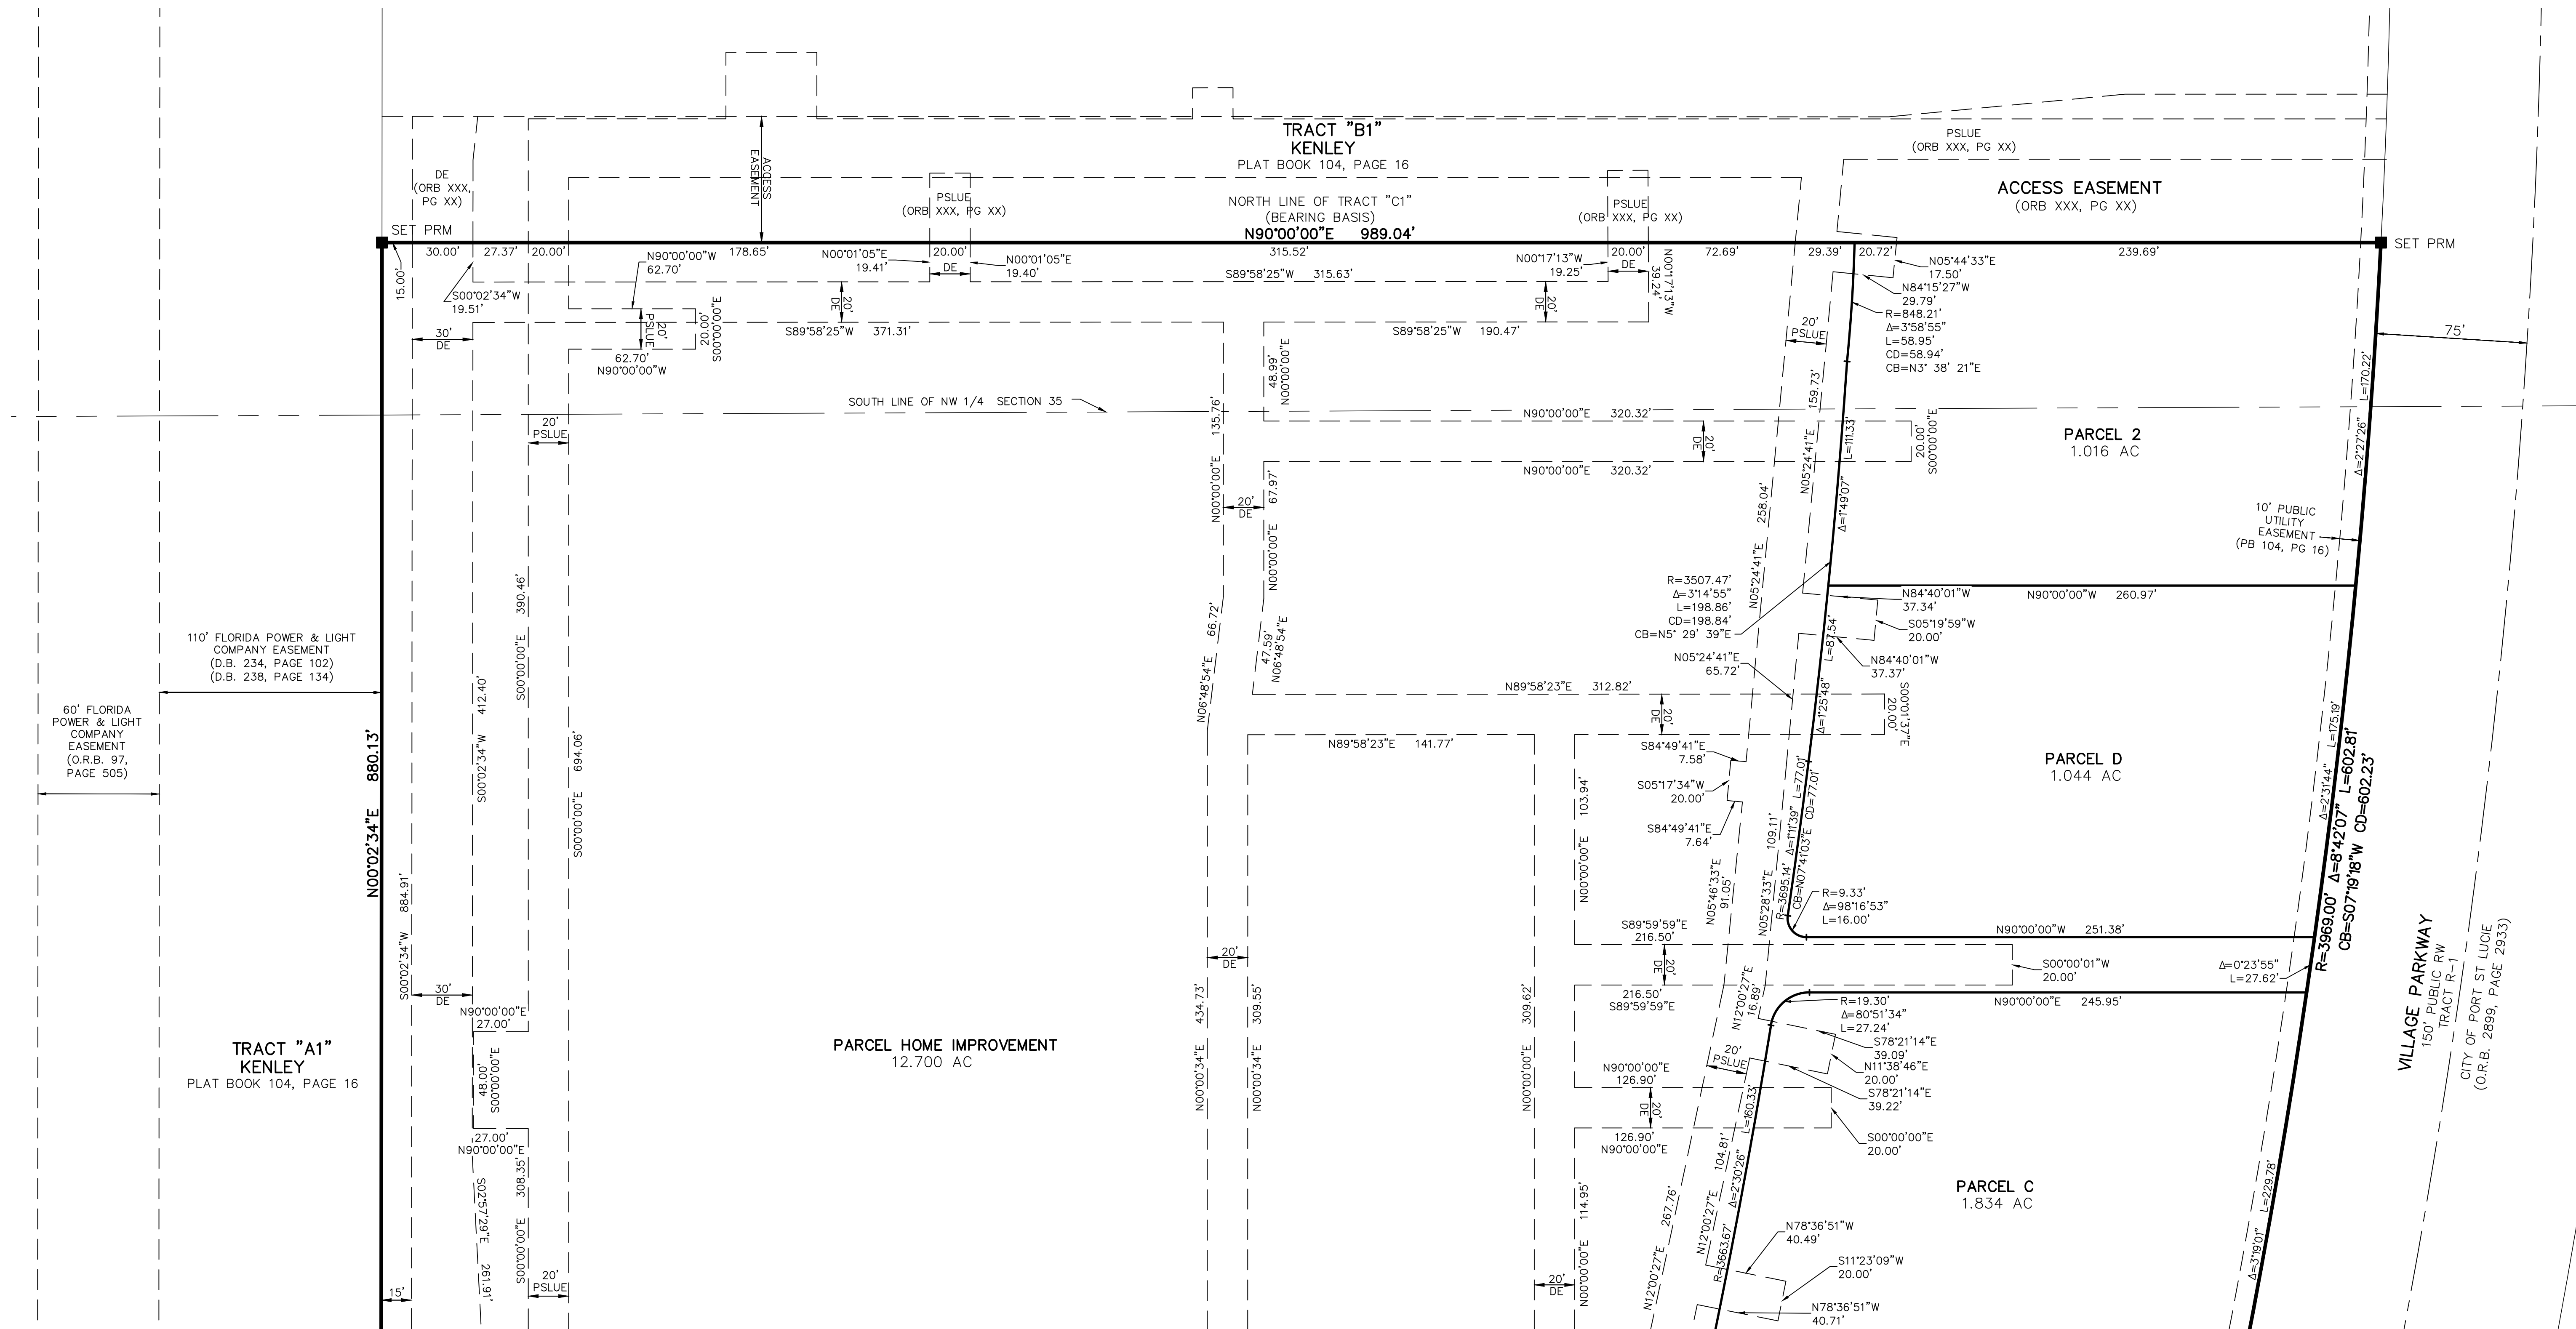 TRACT "B1"
KENLEY
PLAT BOOK 104, PAGE 16
PSLUE
(ORB XXX, PG XX)
ACCESS EASEMENT
(ORB XXX, PG XX)
ACCESS
EASEMENT
DE
(ORB XXX,
PG XX)
PSLUE
(ORB XXX, PG XX)
NORTH LINE OF TRACT "C1"
(BEARING BASIS)
N90°00'00"E 989.04'
PSLUE
(ORB XXX, PG XX)
SET PRM
SET PRM
15.00'
30.00'
27.37'
20.00'
178.65'
20.00'
315.52'
20.00'
72.69'
29.39'
20.72'
239.69'
S00°02'34"W
19.51'
N90°00'00"W
62.70'
N00°01'05"E
19.41'
DE
N00°01'05"E
19.40'
S89°58'25"W 315.63'
N00°17'13"W
19.25'
DE
N00°17'13"W
39.24'
N05°44'33"E
17.50'
N84°15'27"W
29.79'
R=848.21'
Δ=3°58'55"
L=58.95'
CD=58.94'
CB=N3° 38' 21"E
30'
DE
20'
PSLUE
S00°00'00"E
20.00'
62.70'
N90°00'00"W
20'
DE
S89°58'25"W 371.31'
20'
DE
S89°58'25"W 190.47'
20'
PSLUE
75'
L=170.22'
Δ=2°27'26"
48.99'
N00°00'00"E
159.73'
N05°24'41"E
SOUTH LINE OF NW 1/4 SECTION 35
20'
PSLUE
135.76'
N00°00'00"E
N90°00'00"E 320.32'
20'
DE
N90°00'00"E 320.32'
S00°00'00"E
20.00'
L=111.33'
Δ=1°49'07"
PARCEL 2
1.016 AC
67.97'
N00°00'00"E
20'
DE
258.04'
N05°24'41"E
10' PUBLIC
UTILITY
EASEMENT
(PB 104, PG 16)
R=3507.47'
Δ=3°14'55"
L=198.86'
CD=198.84'
CB=N5° 29' 39"E
N84°40'01"W
37.34'
N90°00'00"W 260.97'
S05°19'59"W
20.00'
N84°40'01"W
37.37'
L=87.54'
Δ=1°25'48"
390.46'
S00°00'00"E
66.72'
N06°48'54"E
47.59'
N06°48'54"E
110' FLORIDA POWER & LIGHT
COMPANY EASEMENT
(D.B. 234, PAGE 102)
(D.B. 238, PAGE 134)
60' FLORIDA
POWER & LIGHT
COMPANY
EASEMENT
(O.R.B. 97,
PAGE 505)
N00°02'34"E 880.13'
S00°02'34"W 412.40'
S00°00'00"E 694.06'
N05°24'41"E
65.72'
N89°58'23"E 312.82'
20'
DE
S00°01'37"E
20.00'
N89°58'23"E 141.77'
S84°49'41"E
7.58'
S05°17'34"W
20.00'
S84°49'41"E
7.64'
PARCEL D
1.044 AC
L=175.19'
Δ=2°31'44"
R=3969.00' Δ=8°42'07" L=602.81'
CB=S07°19'18"W CD=602.23'
N00°00'00"E 103.94'
N05°46'33"E
91.05'
N05°28'33"E 109.11'
R=3695.14' Δ=1°11'39" L=77.01'
CB=N07°41'03"E CD=77.01'
R=9.33'
Δ=98°16'53"
L=16.00'
S00°02'34"W 884.91'
30'
DE
S89°59'59"E
216.50'
20'
DE
216.50'
S89°59'59"E
N90°00'00"W 251.38'
S00°00'01"W
20.00'
Δ=0°23'55"
L=27.62'
N90°00'00"E 245.95'
20'
DE
434.73'
N00°00'34"E
309.55'
N00°00'34"E
309.62'
N00°00'00"E
N12°00'27"E
16.89'
R=19.30'
Δ=80°51'34"
L=27.24'
S78°21'14"E
39.09'
N11°38'46"E
20.00'
S78°21'14"E
39.22'
20'
PSLUE
N90°00'00"E
27.00'
48.00'
S00°00'00"E
27.00'
N90°00'00"E
TRACT "A1"
KENLEY
PLAT BOOK 104, PAGE 16
PARCEL HOME IMPROVEMENT
12.700 AC
N90°00'00"E
126.90'
20'
DE
126.90'
N90°00'00"E
S00°00'00"E
20.00'
VILLAGE PARKWAY
150' PUBLIC RW
TRACT R-1
CITY OF PORT ST LUCIE
(O.R.B. 2899, PAGE 2933)
PARCEL C
1.834 AC
S02°57'29"E 261.91'
308.35'
S00°00'00"E
114.95'
N00°00'00"E
267.76'
N12°00'27"E
104.81'
N12°00'27"E
R=3663.67' Δ=2°30'26" L=160.33'
N78°36'51"W
40.49'
S11°23'09"W
20.00'
N78°36'51"W
40.71'
Δ=3°19'01" L=229.78'
15'
20'
PSLUE
20'
DE